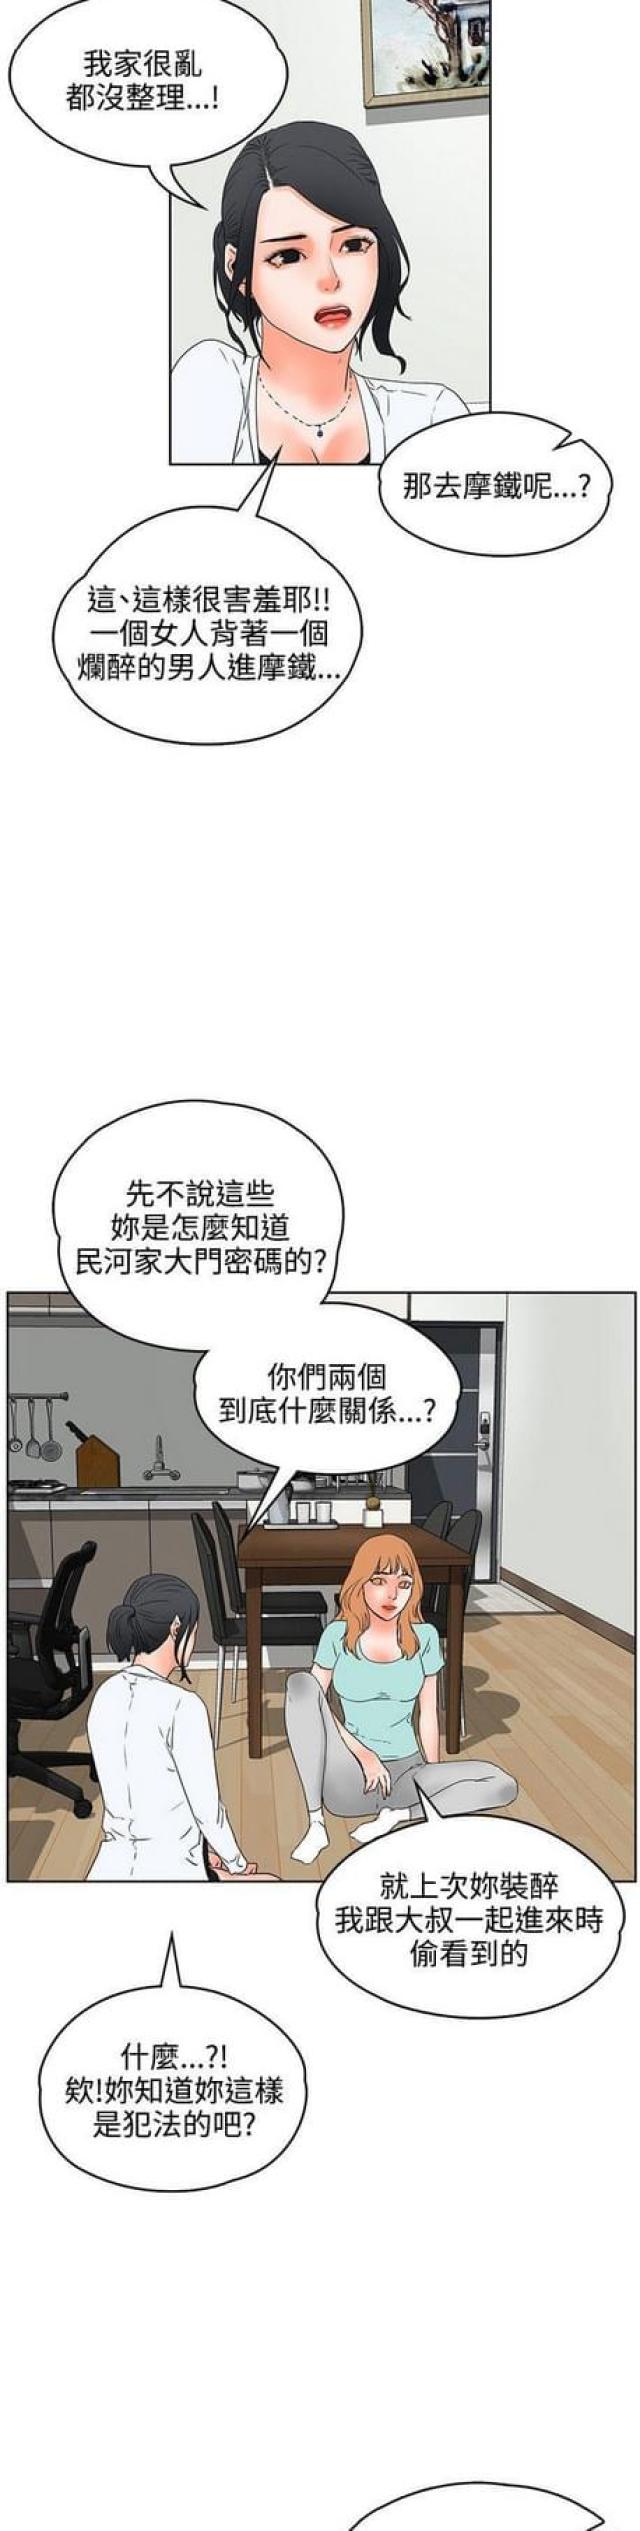 我家很亂
都沒整理...!
那去摩鐵呢...?
這、這樣很害羞耶!!
一個女人背著一個
爛醉的男人進摩鐵...
先不說這些
妳是怎麼知道
民河家大門密碼的?
你們兩個
到底什麼關係...?
就上次妳裝醉
我跟大叔一起進來時
偷看到的
什麼...?!
欸!妳知道妳這樣
是犯法的吧?